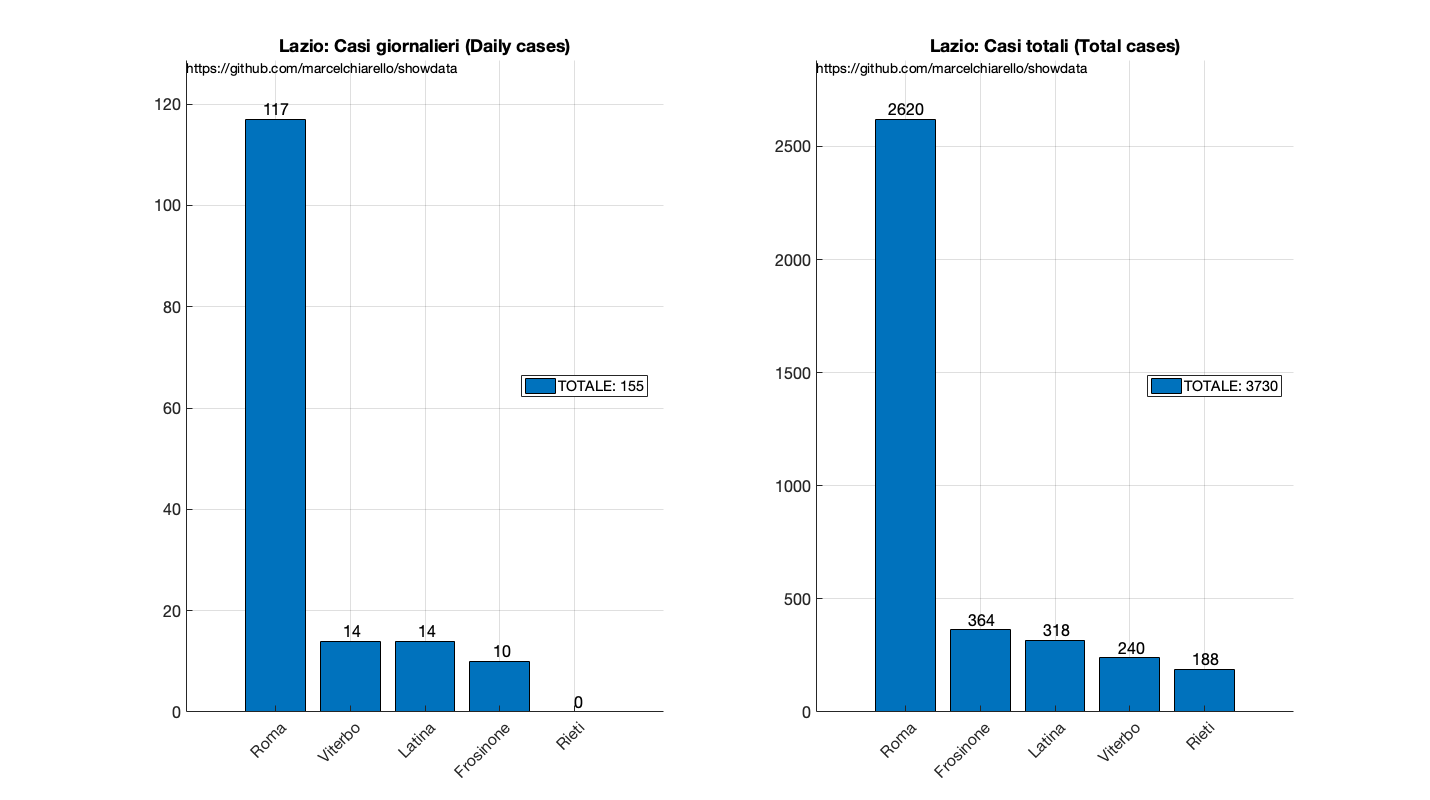 Lazio: Casi giornalieri (Daily cases)
https://github.com/marcelchiarello/showdata
120
100
80
60
40
20
0
117
14
14
10
0
TOTALE: 155
Roma
Viterbo
Latina
Frosinone
Rieti
Lazio: Casi totali (Total cases)
https://github.com/marcelchiarello/showdata
2500
2000
1500
1000
500
0
2620
364
318
240
188
TOTALE: 3730
Roma
Frosinone
Latina
Viterbo
Rieti